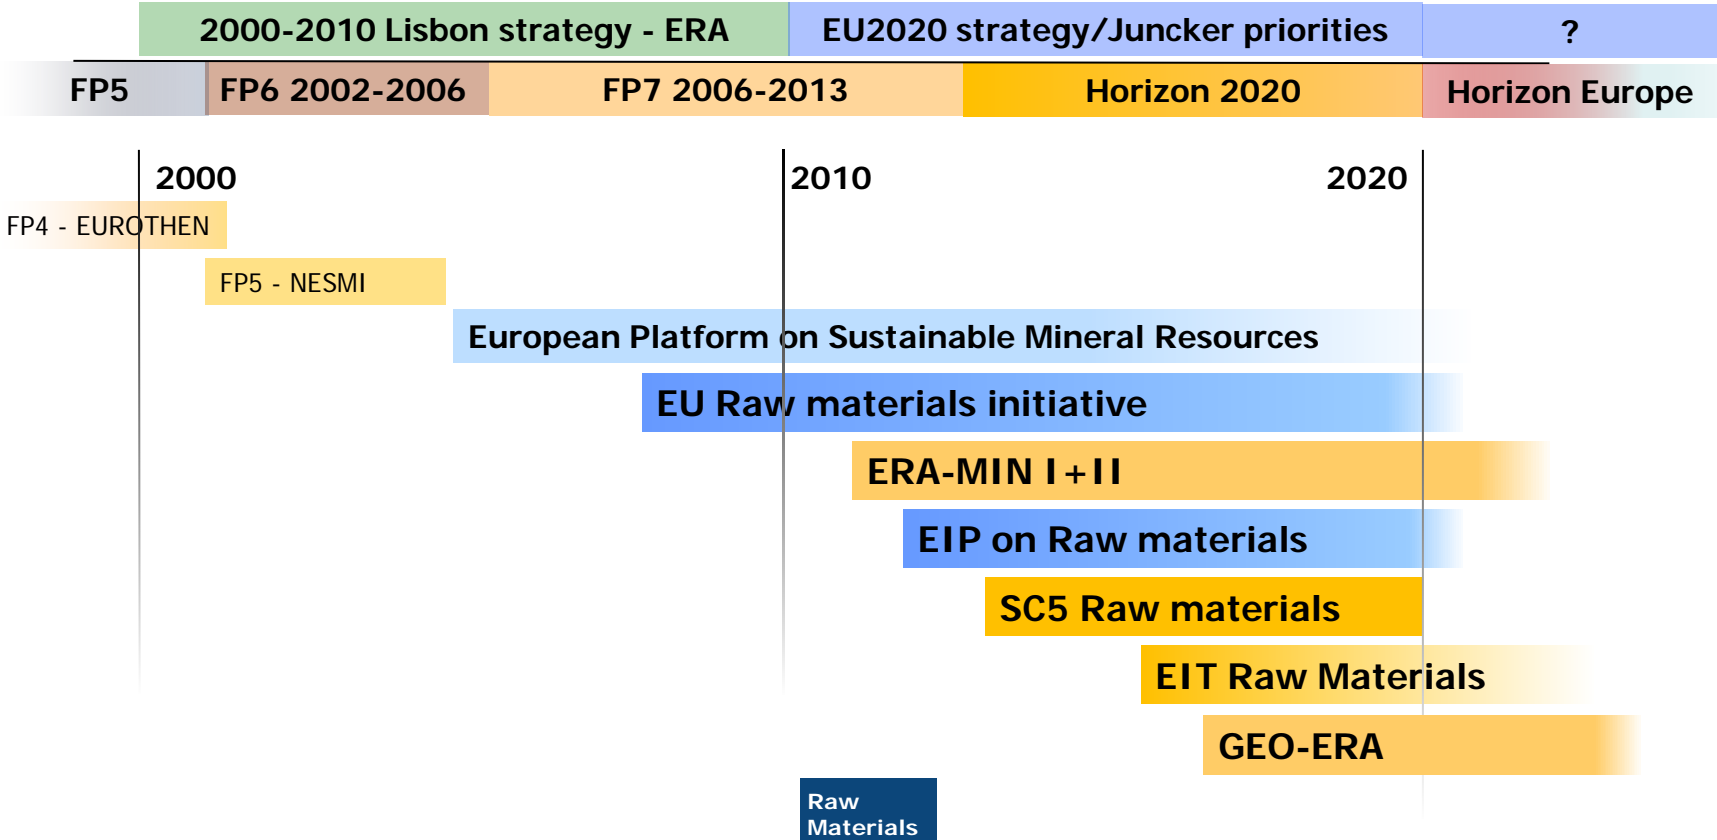 2000-2010 Lisbon strategy - ERA
EU2020 strategy/Juncker priorities
?
FP5
FP6 2002-2006
FP7 2006-2013
Horizon 2020
Horizon Europe
2000
2010
2020
FP4 - EUROTHEN
FP5 - NESMI
European Platform on Sustainable Mineral Resources
EU Raw materials initiative
ERA-MIN I+II
EIP on Raw materials
SC5 Raw materials
EIT Raw Materials
GEO-ERA
Raw
Materials